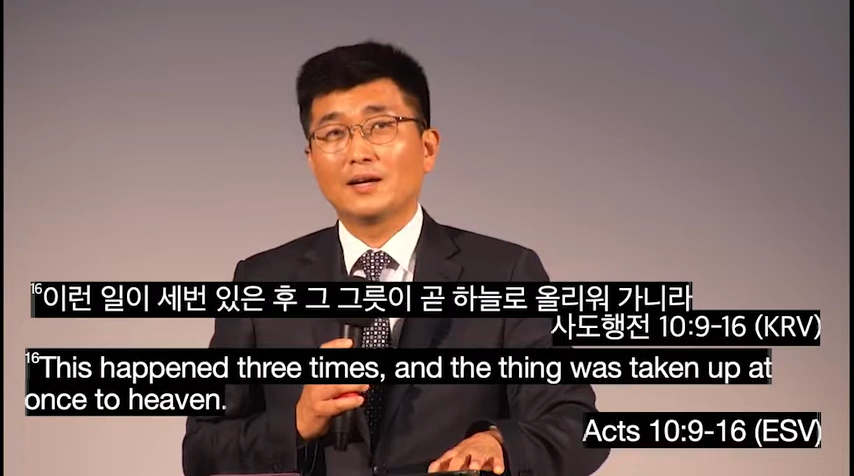 16이런 일이 세번 있은 후 그 그릇이 곧 하늘로 올리워 가니라
사도행전 10:9-16 (KRV)
16This happened three times, and the thing was taken up at
once to heaven.
Acts 10:9-16 (ESV)